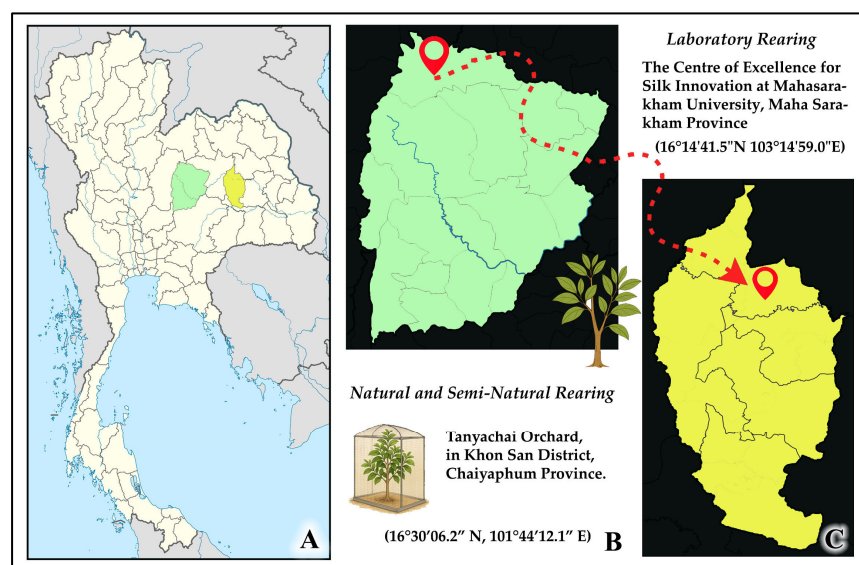 Laboratory Rearing
The Centre of Excellence for
Silk Innovation at Mahasara-
kham University, Maha Sara-
kham Province
(16°14'41.5"N 103°14'59.0"E)
Natural and Semi-Natural Rearing
Tanyachai Orchard,
in Khon San District,
Chaiyaphum Province.
(16°30′06.2″ N, 101°44′12.1″ E)
A
B
C